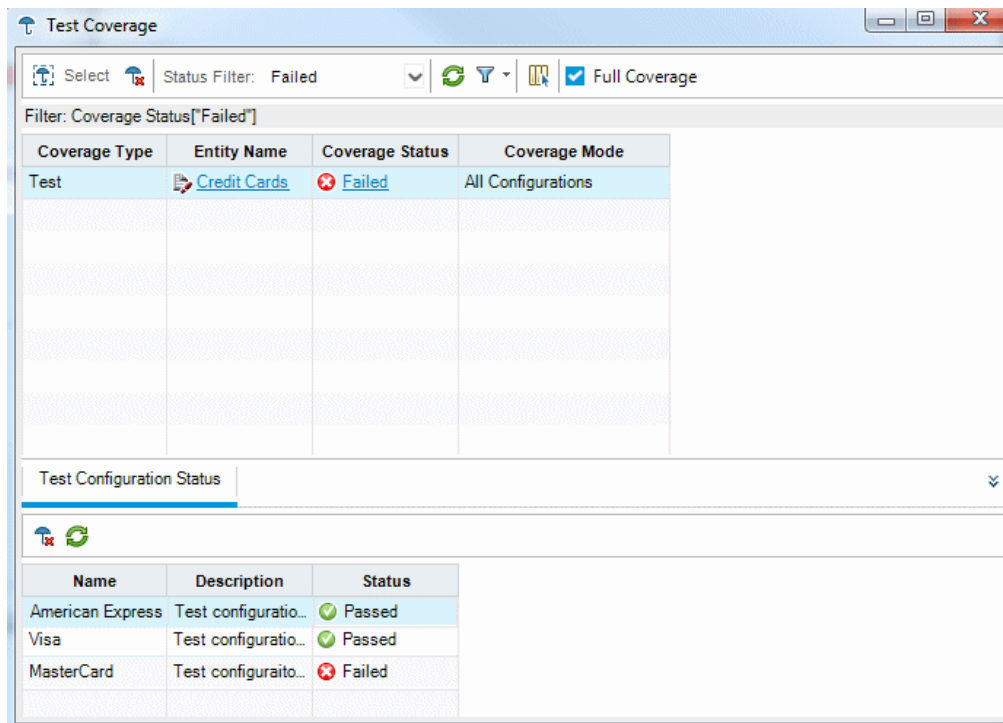 Test Coverage
Select Status Filter: Failed Full Coverage
Filter: Coverage Status["Failed"]
Coverage Type Entity Name Coverage Status Coverage Mode
Test Credit Cards Failed All Configurations
Test Configuration Status
Name Description Status
American Express Test configuratio... Passed
Visa Test configuratio... Passed
MasterCard Test configuraito... Failed